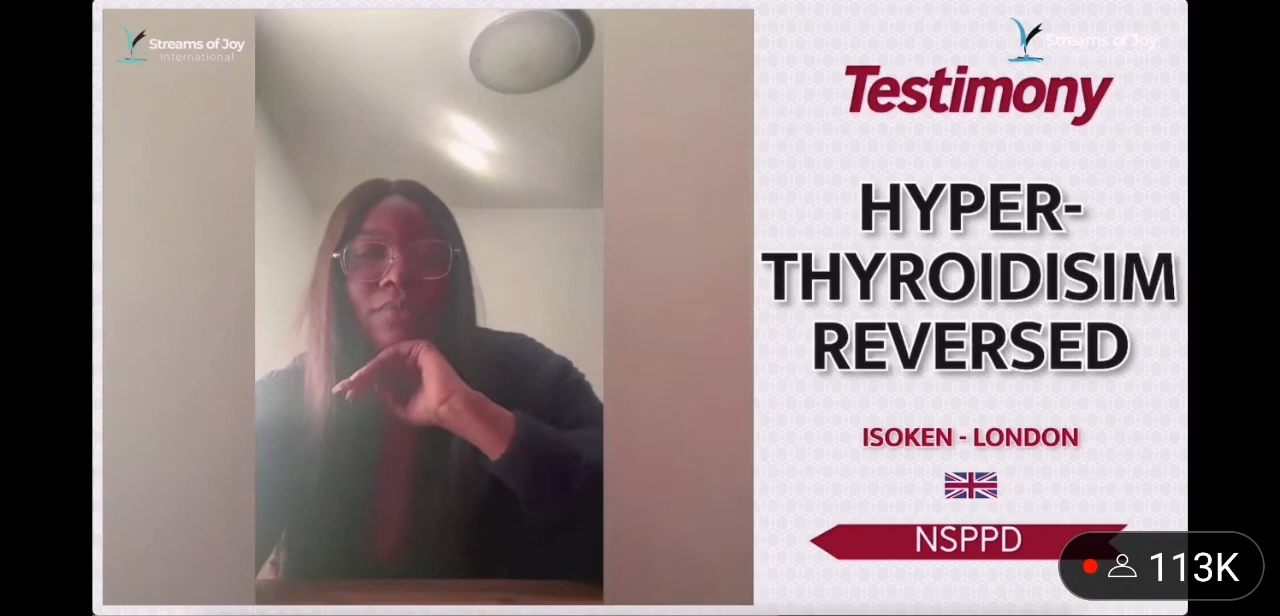 Streams of Joy
International
Streams of Joy
Testimony
HYPER-
THYROIDISIM
REVERSED
ISOKEN - LONDON
NSPPD
113K